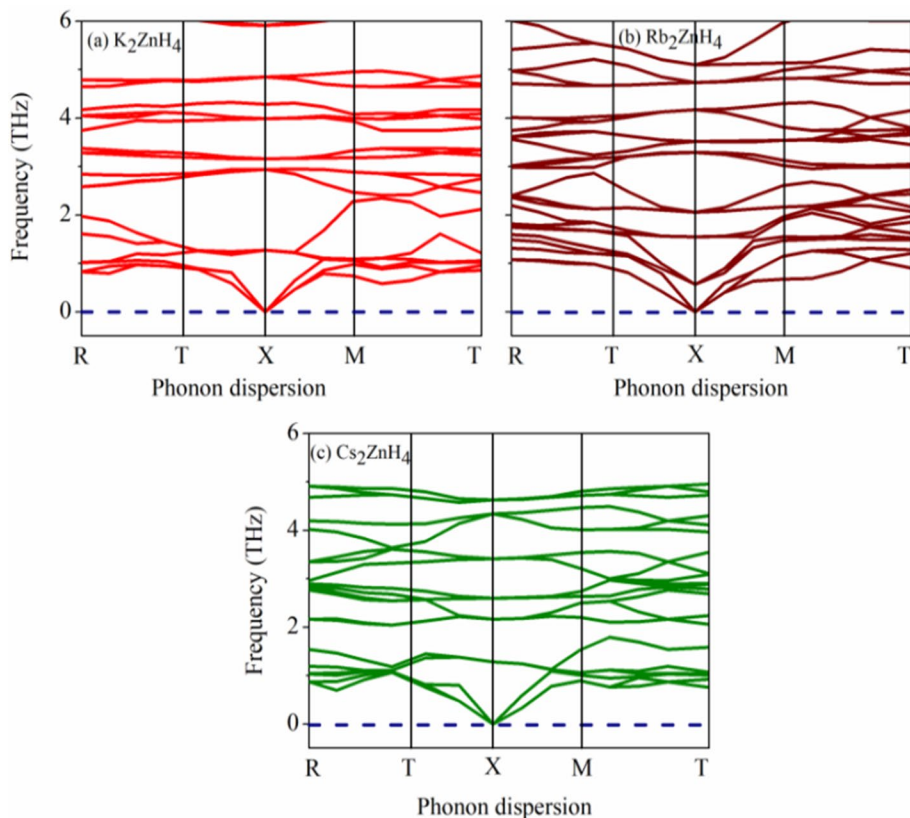 (a) K₂ZnH₄
(b) Rb₂ZnH₄
6
4
2
0
Frequency (THz)
R T X M T
R T X M T
Phonon dispersion
Phonon dispersion
(c) Cs₂ZnH₄
6
4
2
0
Frequency (THz)
R T X M T
Phonon dispersion